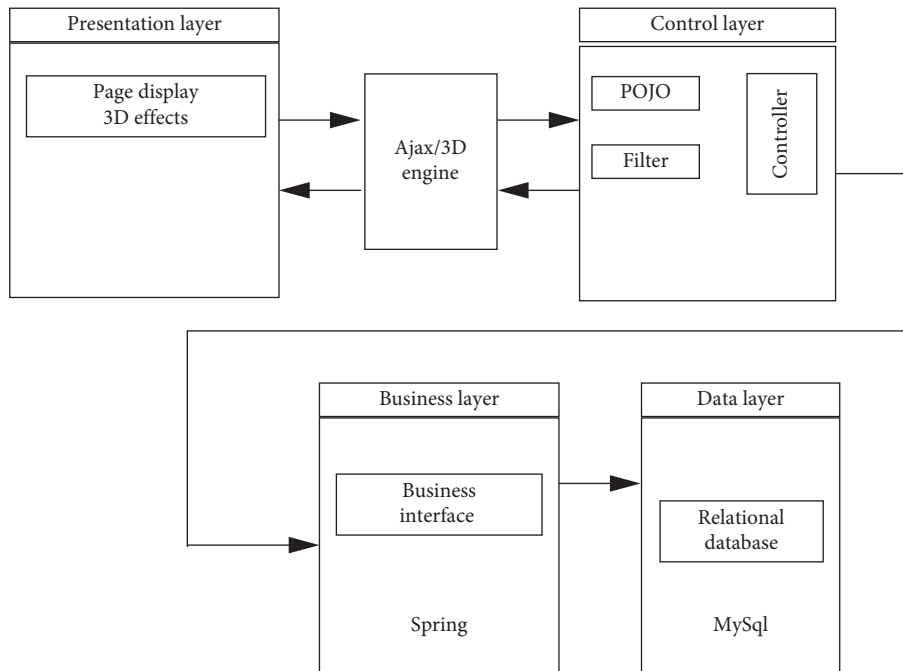 Presentation layer
Control layer
Page display
3D effects
Ajax/3D
engine
POJO
Filter
Controller
Business layer
Data layer
Business
interface
Relational
database
Spring
MySql